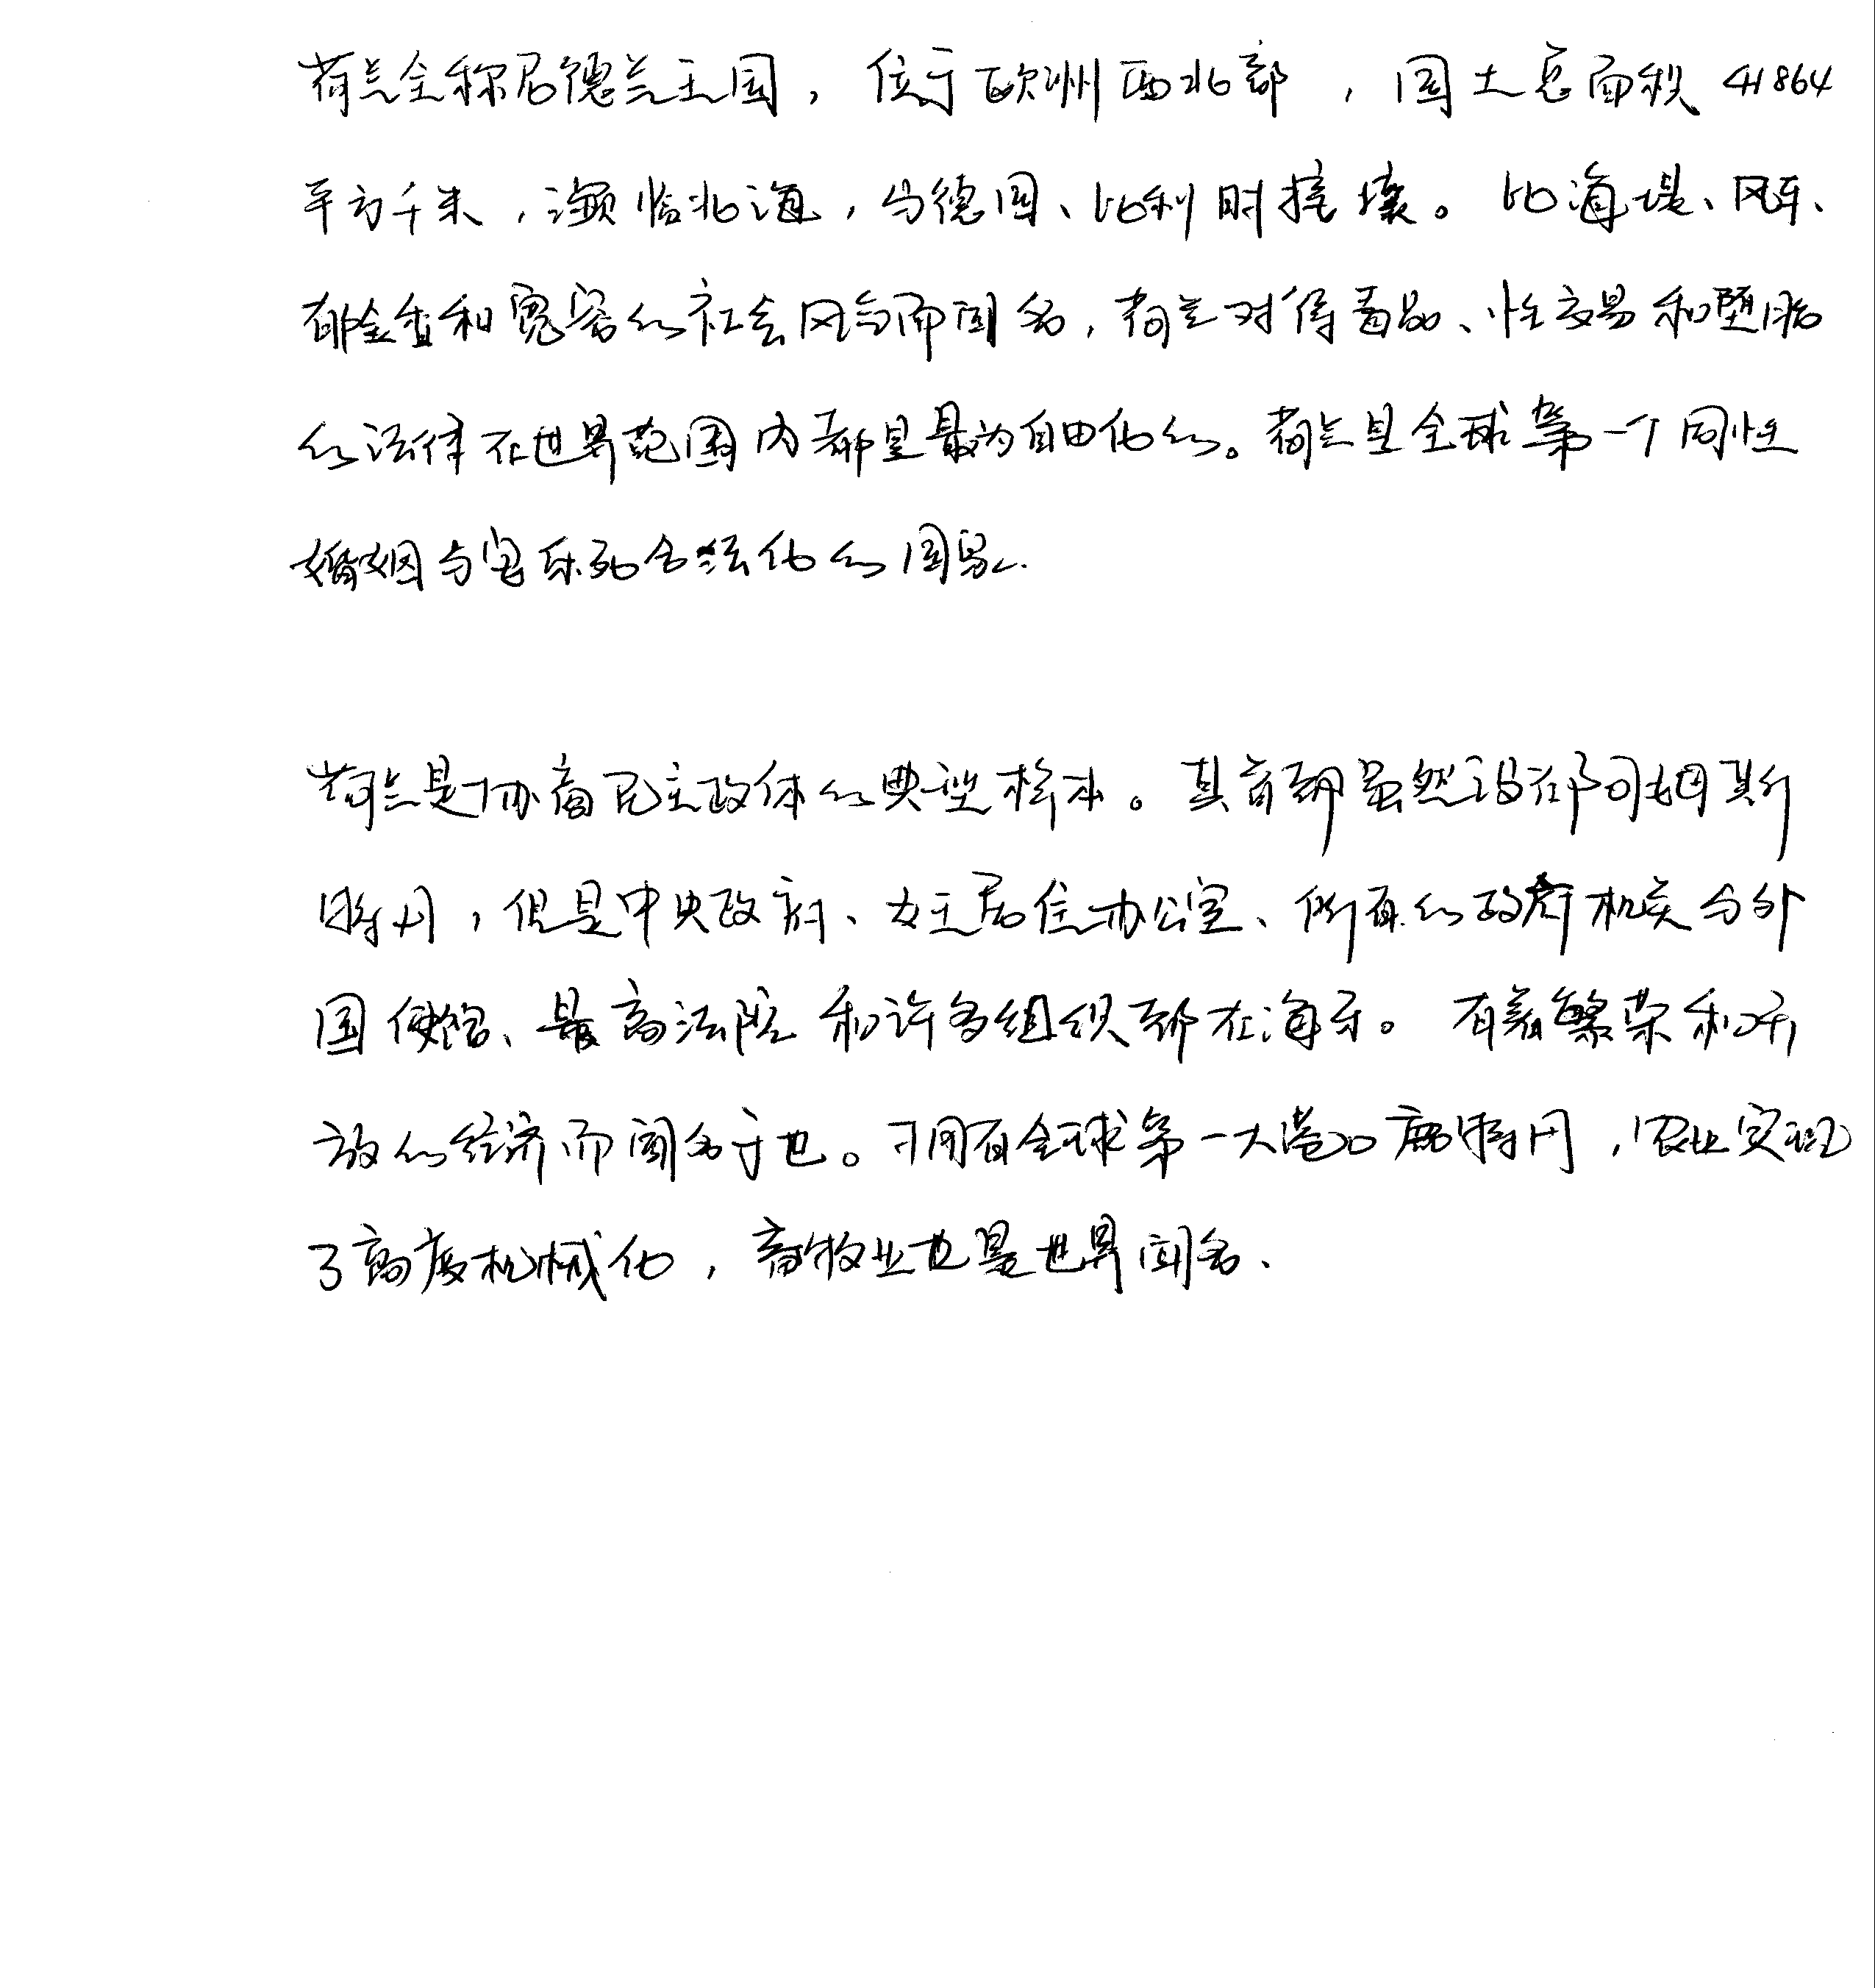 荷兰全称尼德兰王国，位于欧洲西北部，国土总面积41864
平方千米，濒临北海，与德国、比利时接壤。以海堤、风车、
郁金香和宽容的社会风气而闻名，荷兰对待毒品、性交易和堕胎
的法律在世界范围内都是最为自由化的。荷兰是全球第一个同性
婚姻与安乐死合法化的国家.
荷兰是协商民主政体的典型样本。其首都虽然设在阿姆斯
特丹，但是中央政府、女王居住办公室、所有的政府机关与外
国使馆、最高法院和许多组织都在海牙。有着繁荣和开
放的经济而闻名于世。拥有全球第一大港口鹿特丹，农业实现
了高度机械化，畜牧业也是世界闻名、